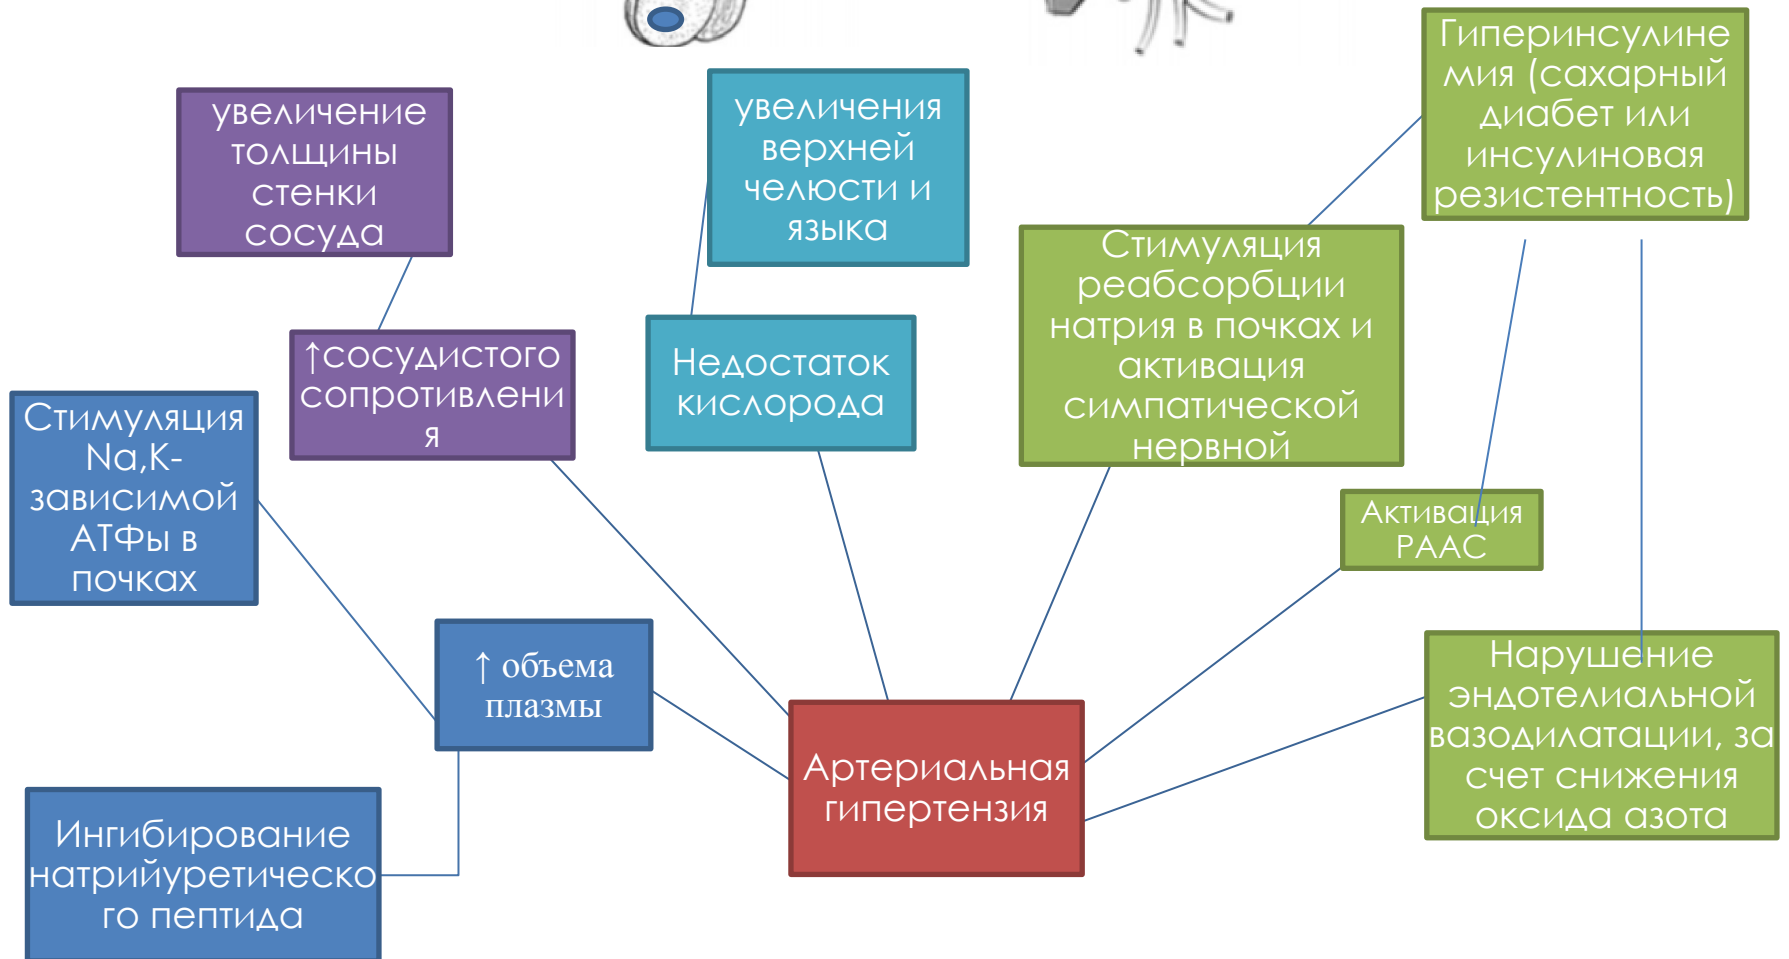 Гиперинсулине
мия (сахарный
диабет или
инсулиновая
резистентность)
увеличение
толщины
стенки
сосуда
увеличения
верхней
челюсти и
языка
Стимуляция
реабсорбции
натрия в почках и
активация
симпатической
нервной
↑сосудистого
сопротивлени
я
Недостаток
кислорода
Стимуляция
Na,K-
зависимой
АТФы в
почках
Активация
РААС
↑ объема
плазмы
Нарушение
эндотелиальной
вазодилатации, за
счет снижения
оксида азота
Артериальная
гипертензия
Ингибирование
натрийуретическо
го пептида